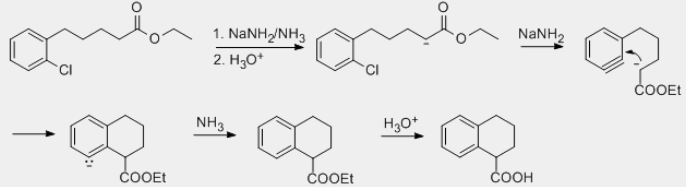 O
O
Cl
1. NaNH₂/NH₃
2. H₃O⁺
O
O
-
Cl
NaNH₂
-
COOEt
:
-
COOEt
NH₃
COOEt
H₃O⁺
COOH